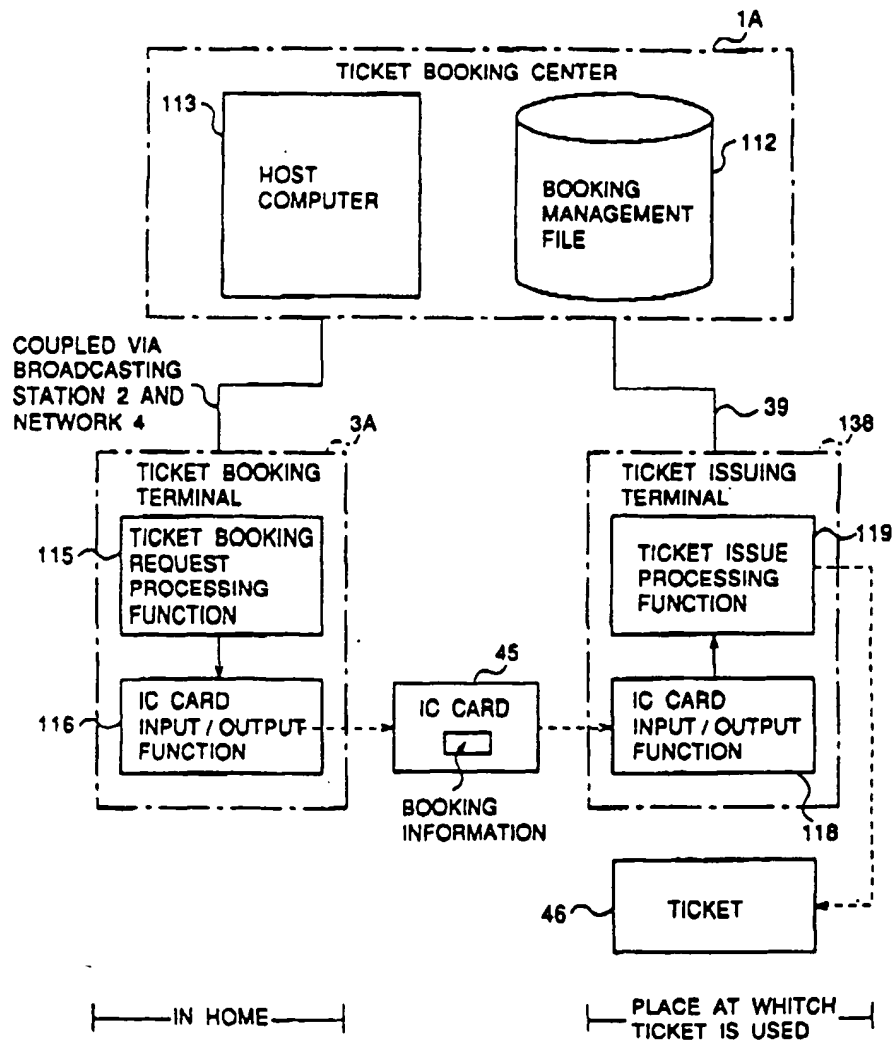 1A
TICKET BOOKING CENTER
113
HOST
COMPUTER
112
BOOKING
MANAGEMENT
FILE
COUPLED VIA
BROADCASTING
STATION 2 AND
NETWORK 4
39
3A
138
TICKET BOOKING
TERMINAL
TICKET ISSUING
TERMINAL
115
TICKET BOOKING
REQUEST
PROCESSING
FUNCTION
119
TICKET ISSUE
PROCESSING
FUNCTION
116
IC CARD
INPUT / OUTPUT
FUNCTION
45
IC CARD
BOOKING
INFORMATION
IC CARD
INPUT / OUTPUT
FUNCTION
118
46
TICKET
IN HOME
PLACE AT WHITCH
TICKET IS USED